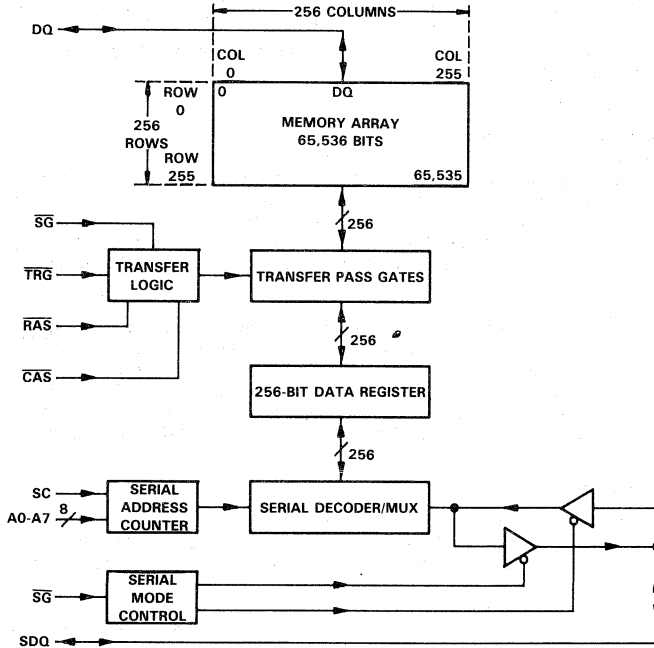 256 COLUMNS
DQ
COL
0
COL
255
ROW
0
0
DQ
256
ROWS
MEMORY ARRAY
65,536 BITS
ROW
255
65,535
SG
256
TRG
TRANSFER
LOGIC
TRANSFER PASS GATES
RAS
256
CAS
256-BIT DATA REGISTER
256
SC
A0-A7
8
SERIAL
ADDRESS
COUNTER
SERIAL DECODER/MUX
SG
SERIAL
MODE
CONTROL
SDQ